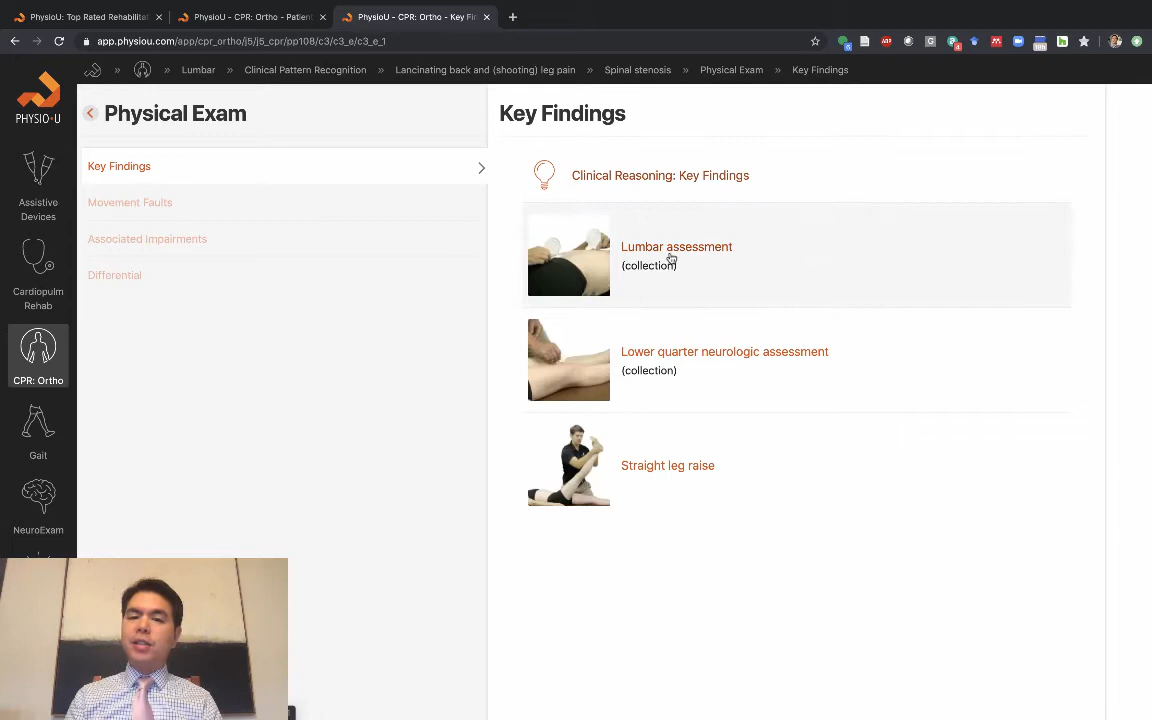 PhysioU: Top Rated Rehabilitat
PhysioU - CPR: Ortho - Patient
PhysioU - CPR: Ortho - Key Fin
app.physiou.com/app/cpr_ortho/j5/j5_cpr/pp108/c3/c3_e/c3_e_1
» Lumbar » Clinical Pattern Recognition » Lancinating back and (shooting) leg pain » Spinal stenosis » Physical Exam » Key Findings
PHYSIOU
Assistive
Devices
Cardiopulm
Rehab
CPR: Ortho
Gait
NeuroExam
Physical Exam
Key Findings
Movement Faults
Associated Impairments
Differential
Key Findings
Clinical Reasoning: Key Findings
Lumbar assessment
(collection)
Lower quarter neurologic assessment
(collection)
Straight leg raise